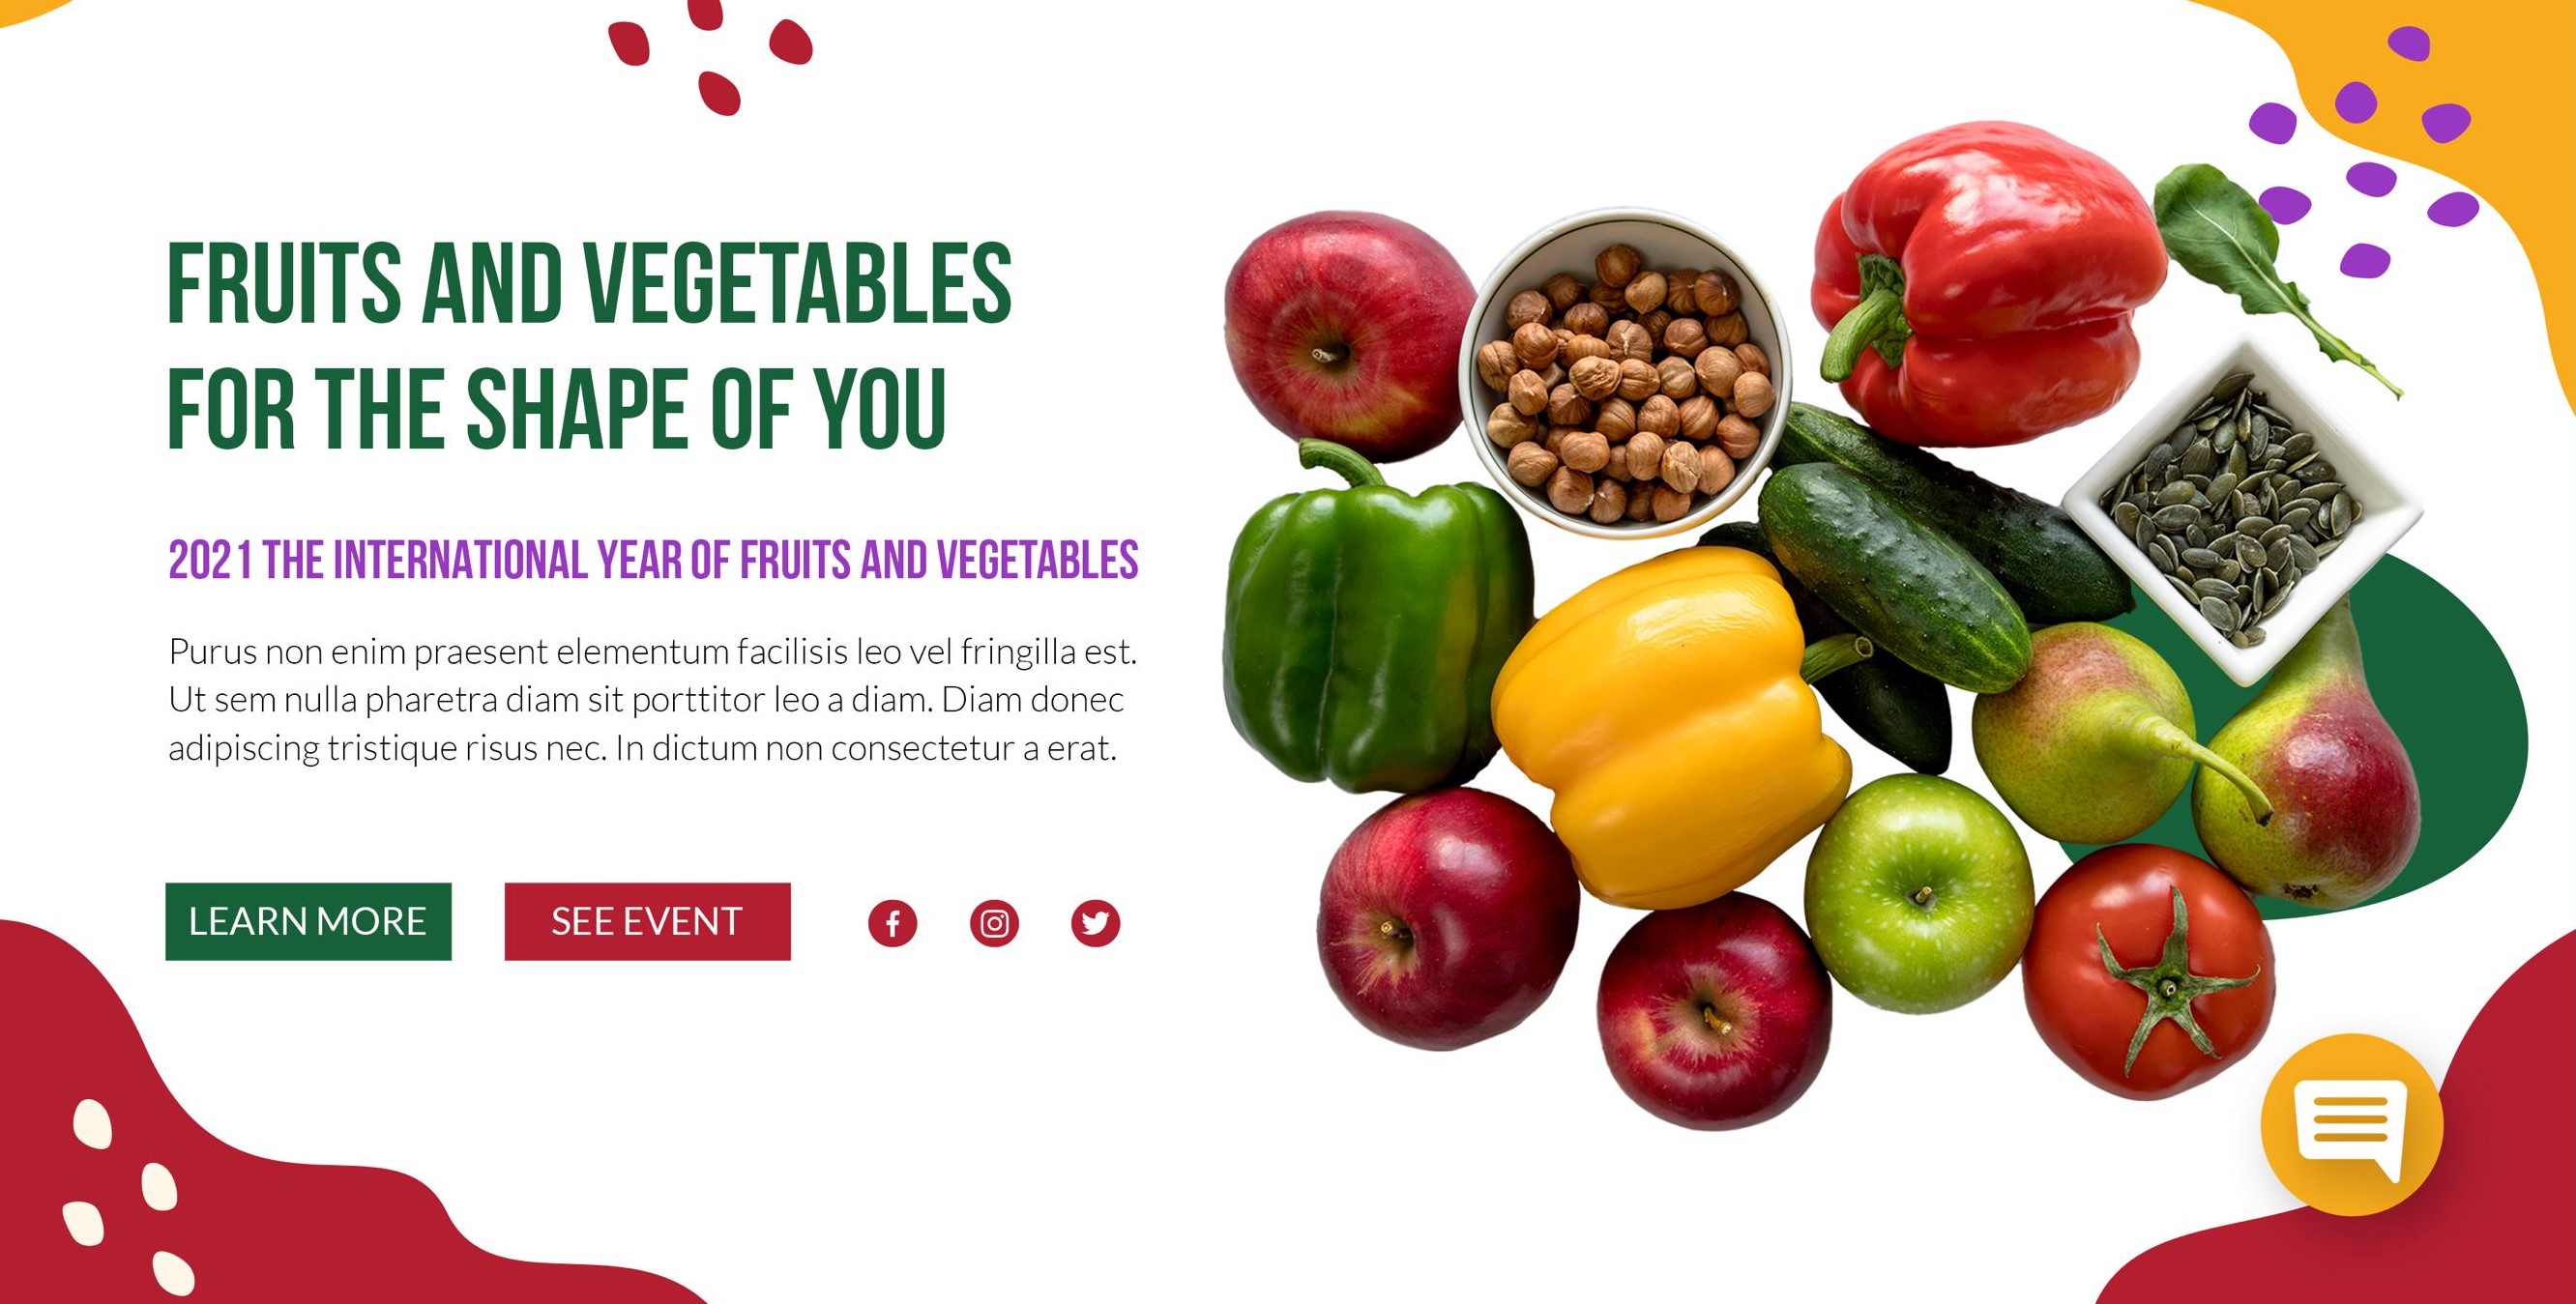 FRUITS AND VEGETABLES
FOR THE SHAPE OF YOU
2021 THE INTERNATIONAL YEAR OF FRUITS AND VEGETABLES
Purus non enim praesent elementum facilisis leo vel fringilla est.
Ut sem nulla pharetra diam sit porttitor leo a diam. Diam donec
adipiscing tristique risus nec. In dictum non consectetur a erat.
LEARN MORE
SEE EVENT